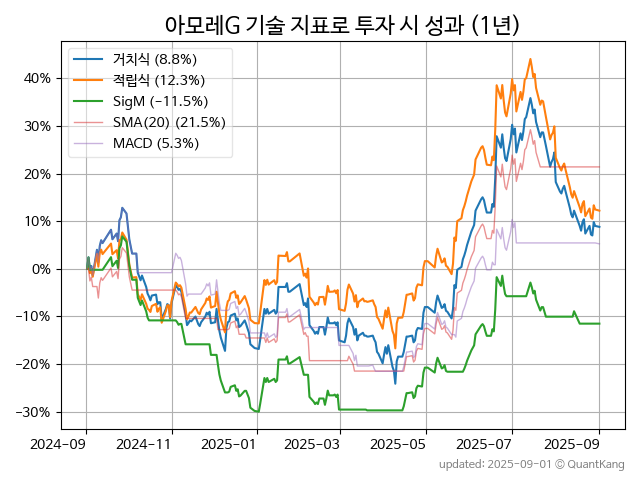 아모레G 기술 지표로 투자 시 성과 (1년)
거치식 (8.8%)
적립식 (12.3%)
SigM (−11.5%)
SMA(20) (21.5%)
MACD (5.3%)
40%
30%
20%
10%
0%
−10%
−20%
−30%
2024-09 2024-11 2025-01 2025-03 2025-05 2025-07 2025-09
updated: 2025-09-01 © QuantKang